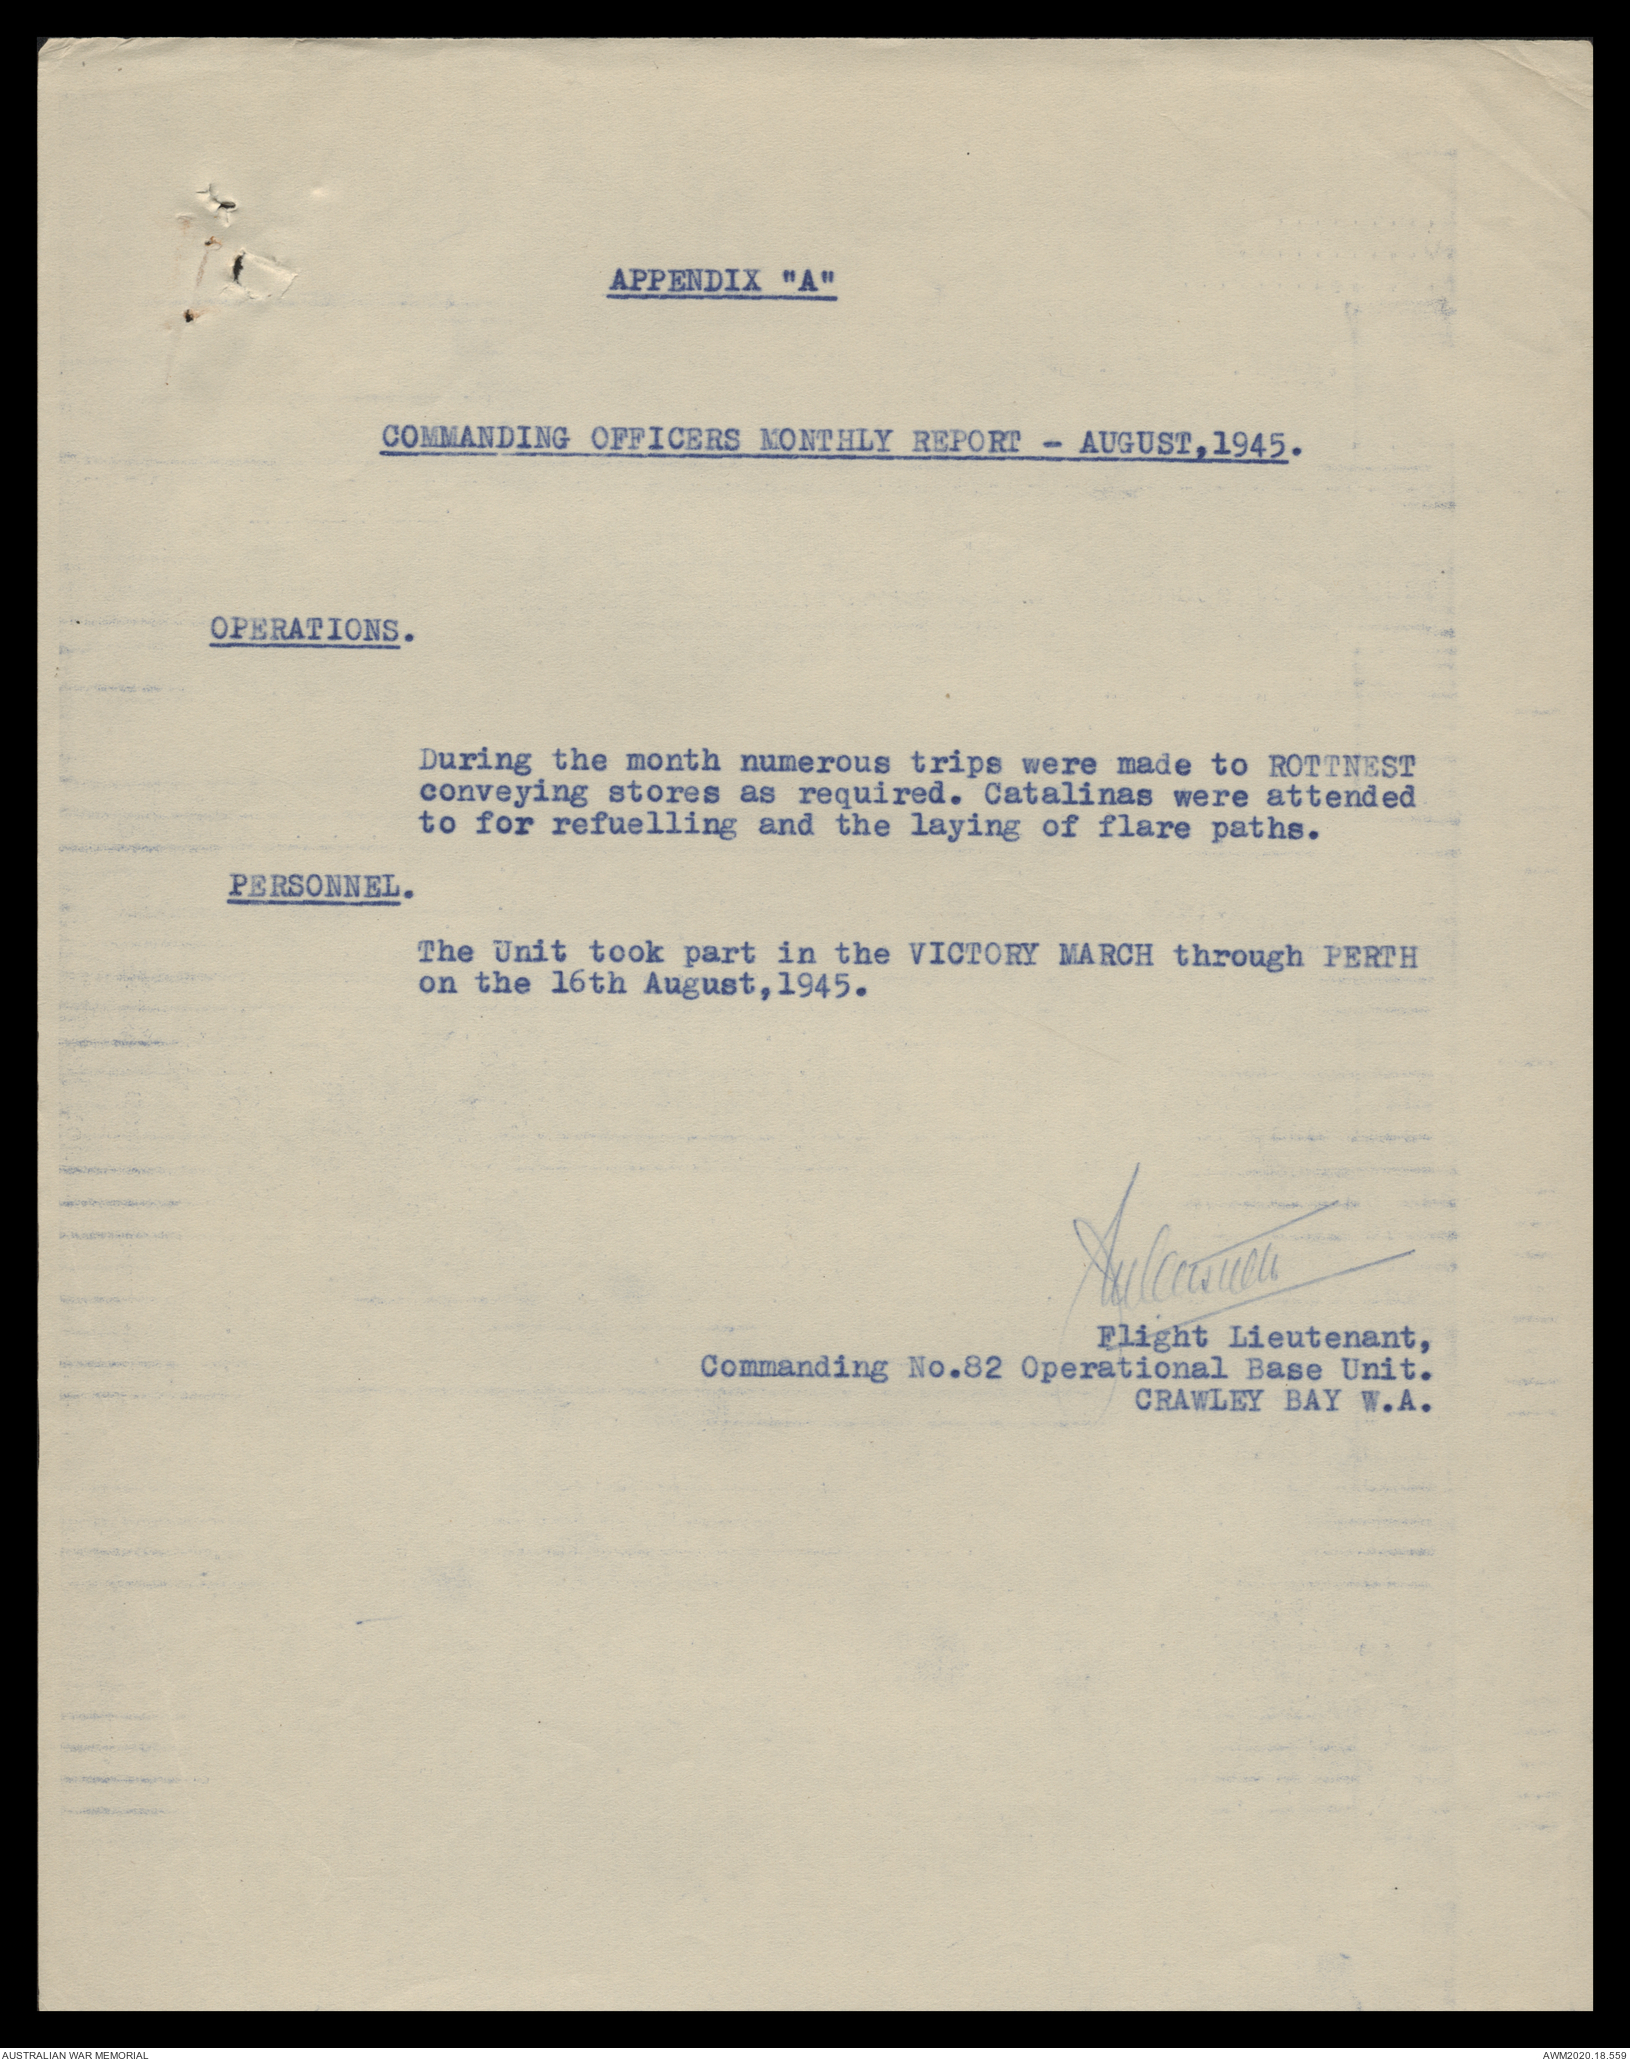 APPENDIX "A"
COMMANDING OFFICERS MONTHLY REPORT - AUGUST,1945.
OPERATIONS.
During the month numerous trips were made to ROTTNEST
conveying stores as required. Catalinas were attended
to for refuelling and the laying of flare paths.
PERSONNEL.
The Unit took part in the VICTORY MARCH through PERTH
on the 16th August,1945.
Flight Lieutenant,
Commanding No.82 Operational Base Unit.
CRAWLEY BAY W.A.
AUSTRALIAN WAR MEMORIAL
AWM2020.18.559